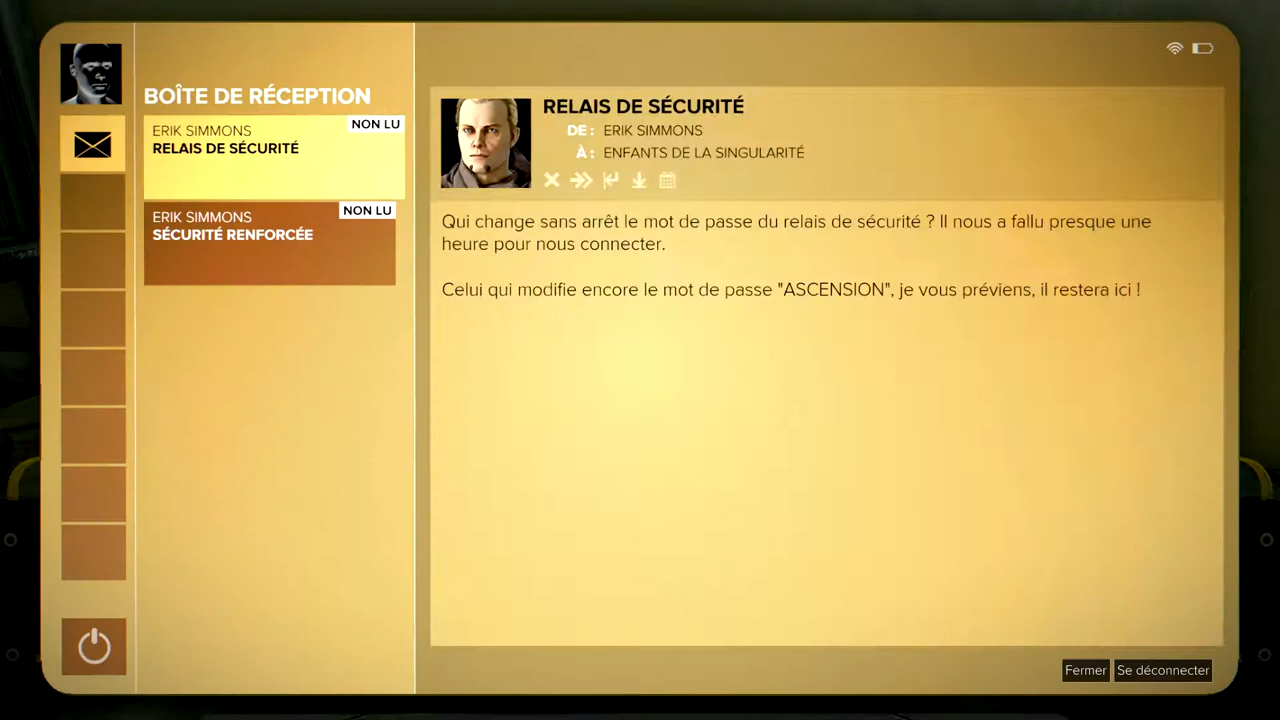 BOÎTE DE RÉCEPTION
ERIK SIMMONS
NON LU
RELAIS DE SÉCURITÉ
ERIK SIMMONS
NON LU
SÉCURITÉ RENFORCÉE
RELAIS DE SÉCURITÉ
DE : ERIK SIMMONS
À : ENFANTS DE LA SINGULARITÉ
Qui change sans arrêt le mot de passe du relais de sécurité ? Il nous a fallu presque une
heure pour nous connecter.
Celui qui modifie encore le mot de passe "ASCENSION", je vous préviens, il restera ici !
Fermer
Se déconnecter